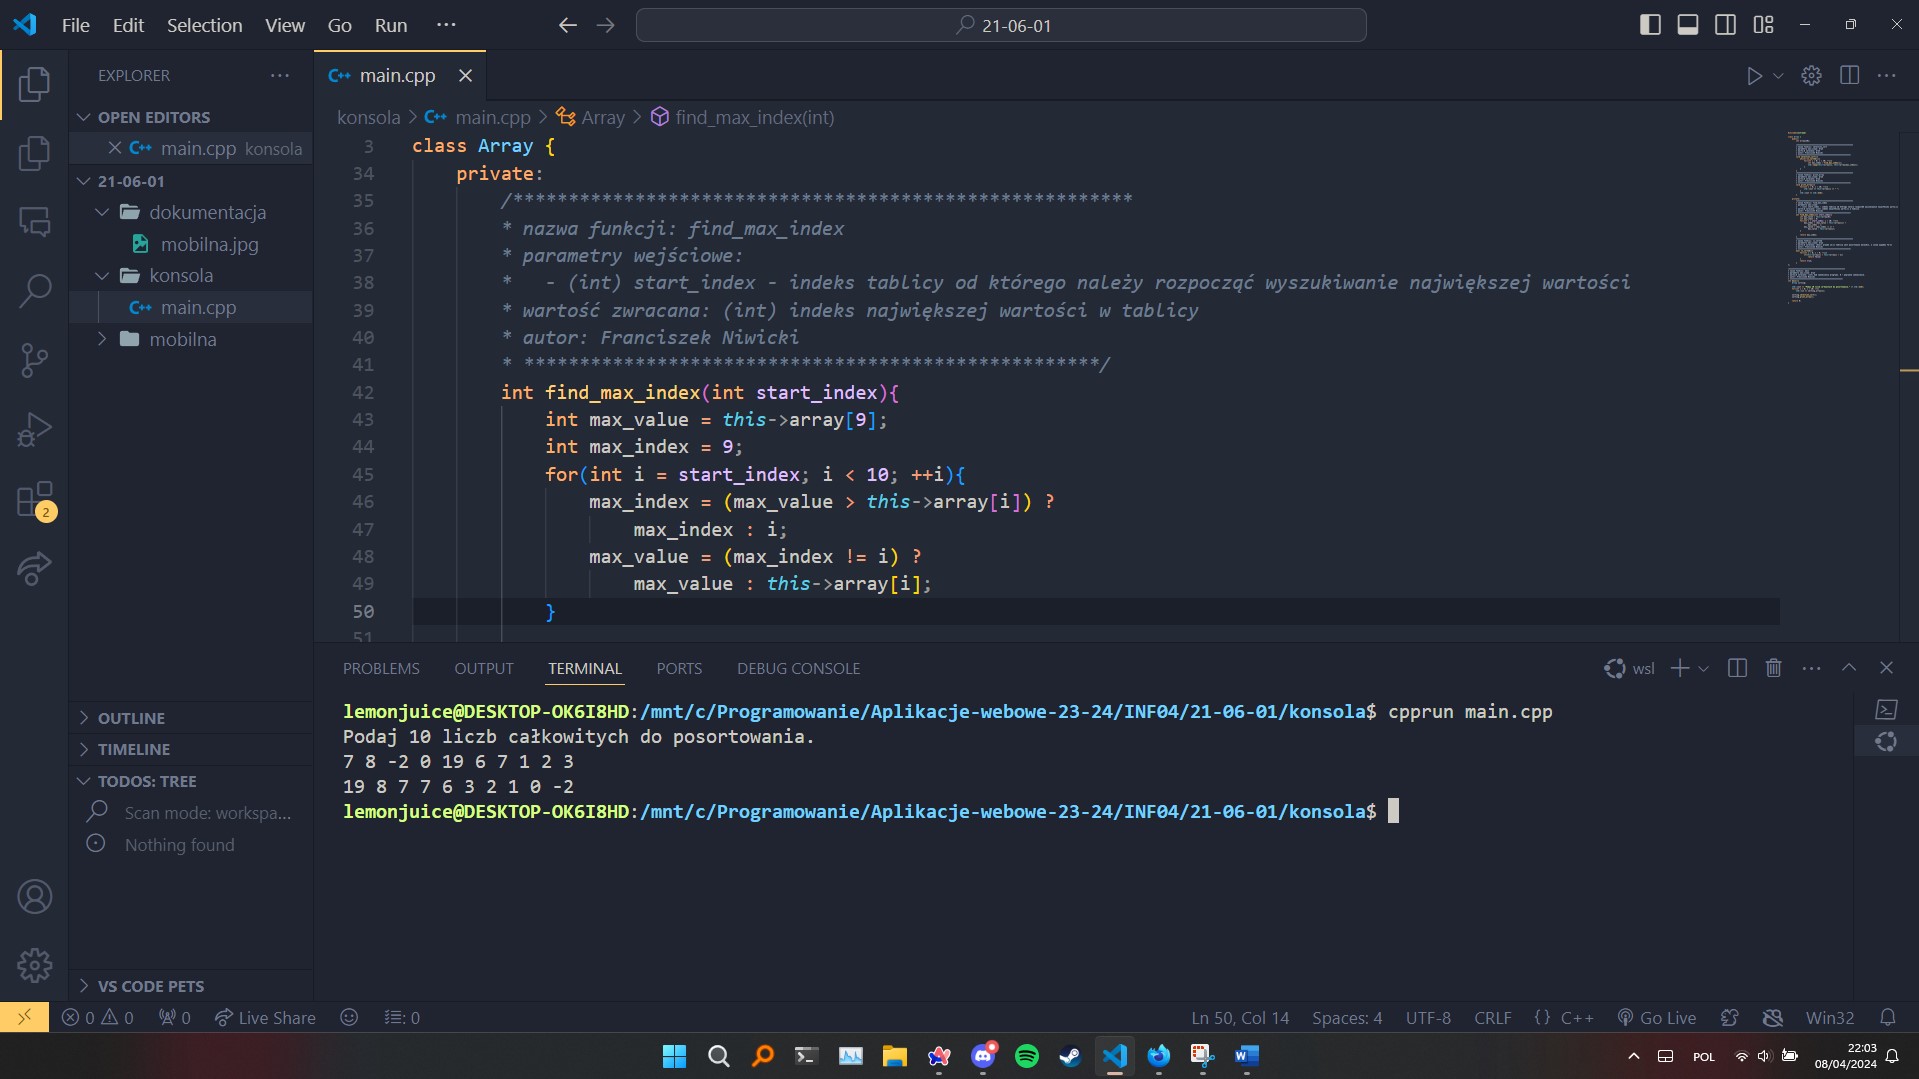 File Edit Selection View Go Run ··· 21-06-01
EXPLORER ···
OPEN EDITORS
main.cpp konsola
21-06-01
dokumentacja
mobilna.jpg
konsola
main.cpp
mobilna
OUTLINE
TIMELINE
TODOS: TREE
Scan mode: workspa...
Nothing found
VS CODE PETS
2
C++ main.cpp
konsola > C++ main.cpp > Array > find_max_index(int)
3 class Array {
34 private:
35 /********************************************************
36 * nazwa funkcji: find_max_index
37 * parametry wejściowe:
38 *   - (int) start_index - indeks tablicy od którego należy rozpocząć wyszukiwanie największej wartości
39 * wartość zwracana: (int) indeks największej wartości w tablicy
40 * autor: Franciszek Niwicki
41 * ****************************************************/
42 int find_max_index(int start_index){
43 int max_value = this->array[9];
44 int max_index = 9;
45 for(int i = start_index; i < 10; ++i){
46 max_index = (max_value > this->array[i]) ?
47 max_index : i;
48 max_value = (max_index != i) ?
49 max_value : this->array[i];
50 }
51
PROBLEMS OUTPUT TERMINAL PORTS DEBUG CONSOLE wsl
lemonjuice@DESKTOP-OK6I8HD:/mnt/c/Programowanie/Aplikacje-webowe-23-24/INF04/21-06-01/konsola$ cpprun main.cpp
Podaj 10 liczb całkowitych do posortowania.
7 8 -2 0 19 6 7 1 2 3
19 8 7 7 6 3 2 1 0 -2
lemonjuice@DESKTOP-OK6I8HD:/mnt/c/Programowanie/Aplikacje-webowe-23-24/INF04/21-06-01/konsola$
0 0 0 Live Share : 0 Ln 50, Col 14 Spaces: 4 UTF-8 CRLF {} C++ Go Live Win32
POL 22:03
08/04/2024